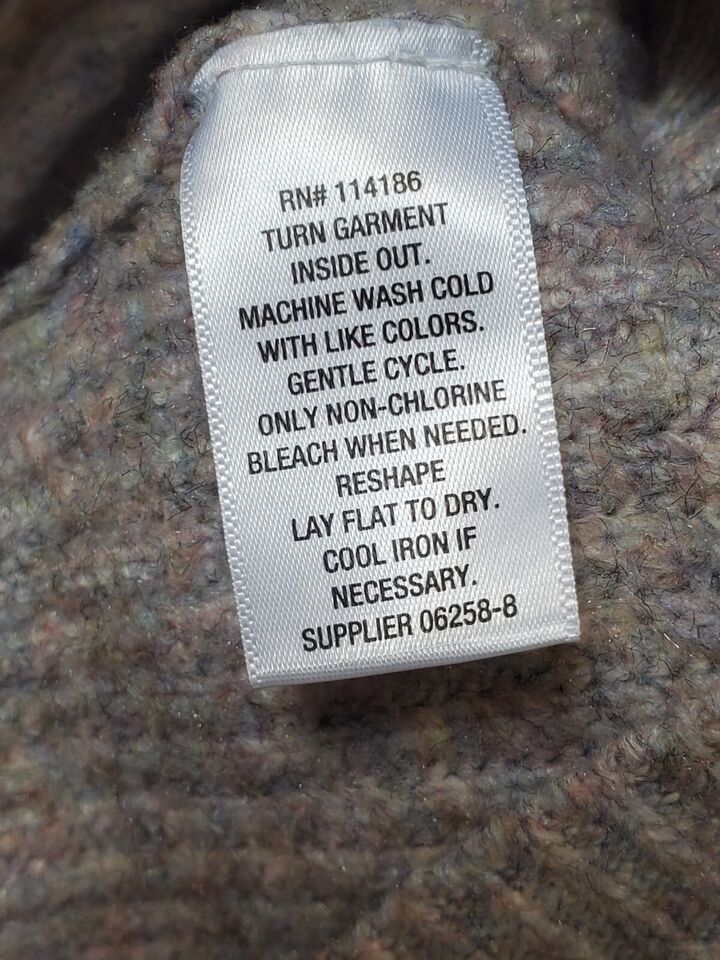 RN# 114186
TURN GARMENT
INSIDE OUT.
MACHINE WASH COLD
WITH LIKE COLORS.
GENTLE CYCLE.
ONLY NON-CHLORINE
BLEACH WHEN NEEDED.
RESHAPE
LAY FLAT TO DRY.
COOL IRON IF
NECESSARY.
SUPPLIER 06258-8